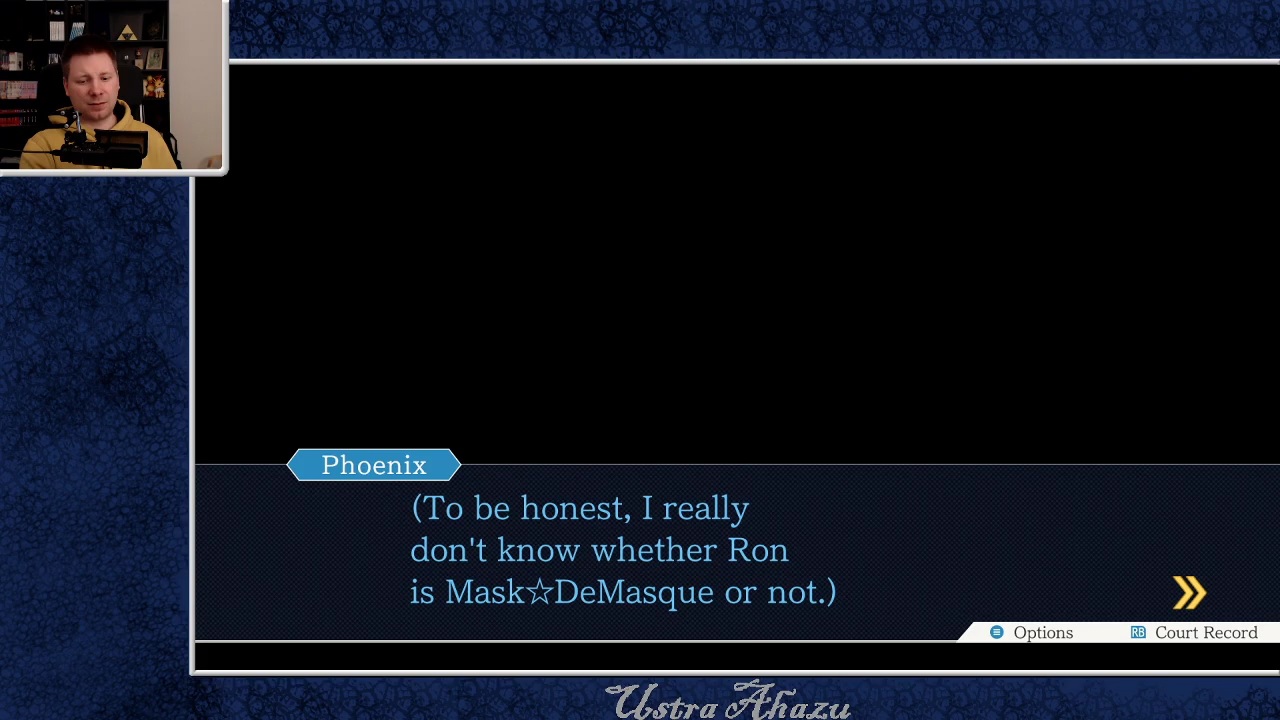 Phoenix
(To be honest, I really
don't know whether Ron
is Mask☆DeMasque or not.)
Options
RB Court Record
Ustra Ahazu